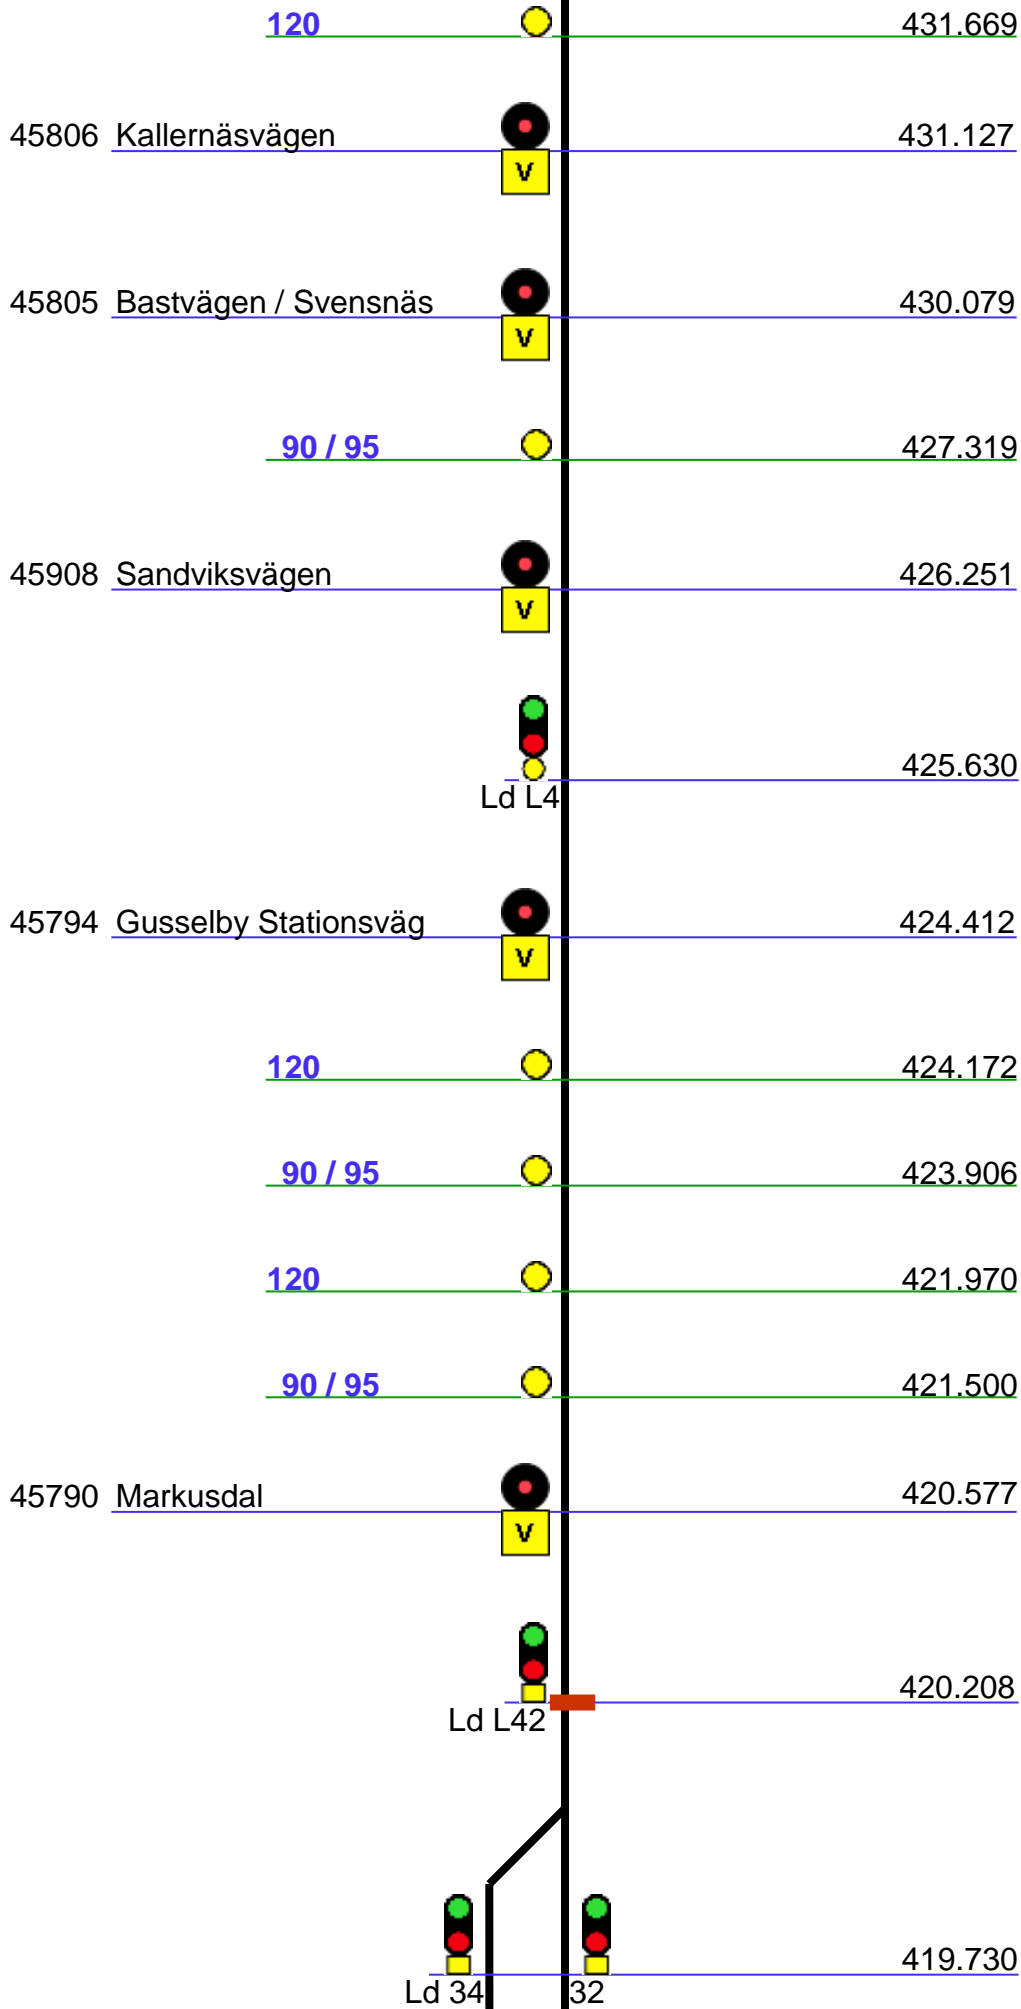 120 431.669
45806 Kallernäsvägen 431.127
V
45805 Bastvägen / Svensnäs 430.079
V
90 / 95 427.319
45908 Sandviksvägen 426.251
V
425.630
Ld L4
45794 Gusselby Stationsväg 424.412
V
120 424.172
90 / 95 423.906
120 421.970
90 / 95 421.500
45790 Markusdal 420.577
V
420.208
Ld L42
419.730
Ld 34 32